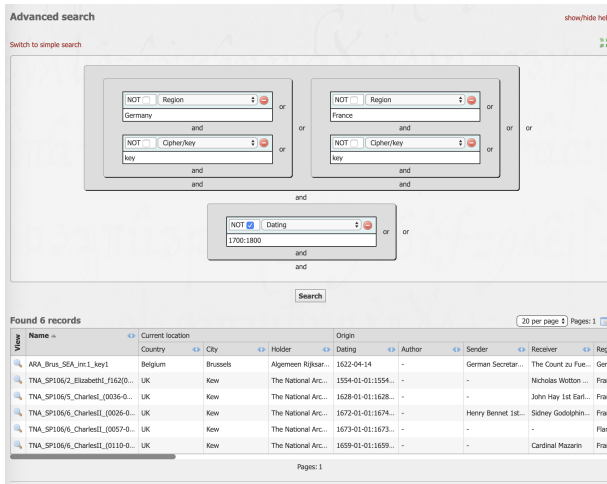 Advanced search
show/hide hel
Switch to simple search
NOT Region or
Germany
and
NOT Cipher/key or
key
and
and
or
NOT Region or
France
and
NOT Cipher/key or
key
and
and
or or
and
NOT Dating or or
1700:1800
and
and
Search
Found 6 records
20 per page Pages: 1
View Name Current location Origin
Country City Holder Dating Author Sender Receiver Reg
ARA_Brus_SEA_inr.1_key1 Belgium Brussels Algemeen Rijksar... 1622-04-14 - German Secretar... The Count zu Fue... Ger
TNA_SP106/2_ElizabethI_f162(0... UK Kew The National Arc... 1554-01-01:1554... - - Nicholas Wotton ... Fra
TNA_SP106/5_CharlesI_(0036-0... UK Kew The National Arc... 1628-01-01:1628... - - John Hay 1st Earl... Fra
TNA_SP106/6_CharlesII_(0026-0... UK Kew The National Arc... 1672-01-01:1674... - Henry Bennet 1st... Sidney Godolphin... Fra
TNA_SP106/6_CharlesII_(0057-0... UK Kew The National Arc... 1673-01-01:1673... - - - Flar
TNA_SP106/6_CharlesII_(0110-0... UK Kew The National Arc... 1659-01-01:1659... - - Cardinal Mazarin Fra
Pages: 1